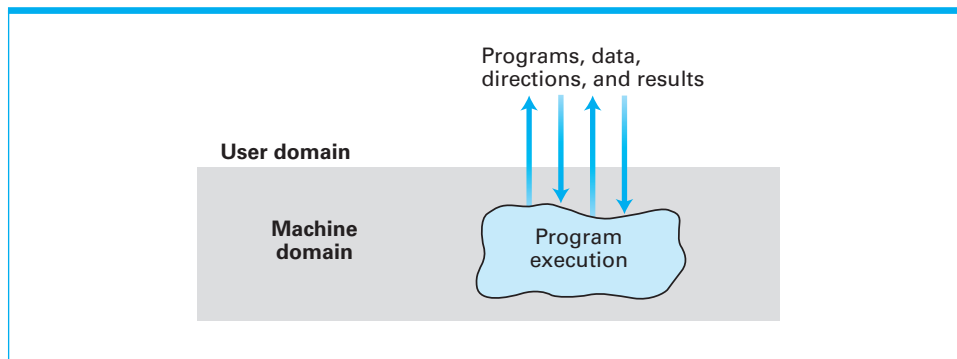 Programs, data,
directions, and results
User domain
Machine
domain
Program
execution